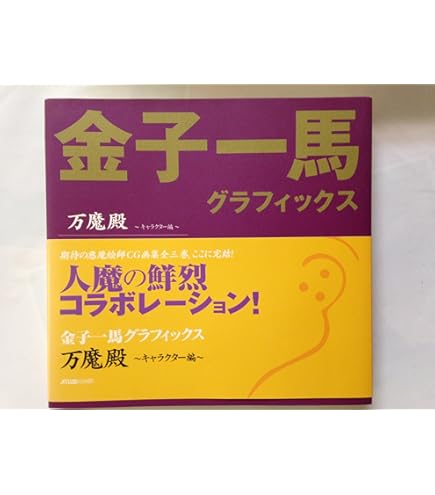 金子一馬
グラフィックス
万魔殿 ～キャラクター編～
期待の悪魔絵師CG画集全三巻、ここに完結!
人魔の鮮烈
コラボレーション!
金子一馬グラフィックス
万魔殿 ～キャラクター編～
ATLUS